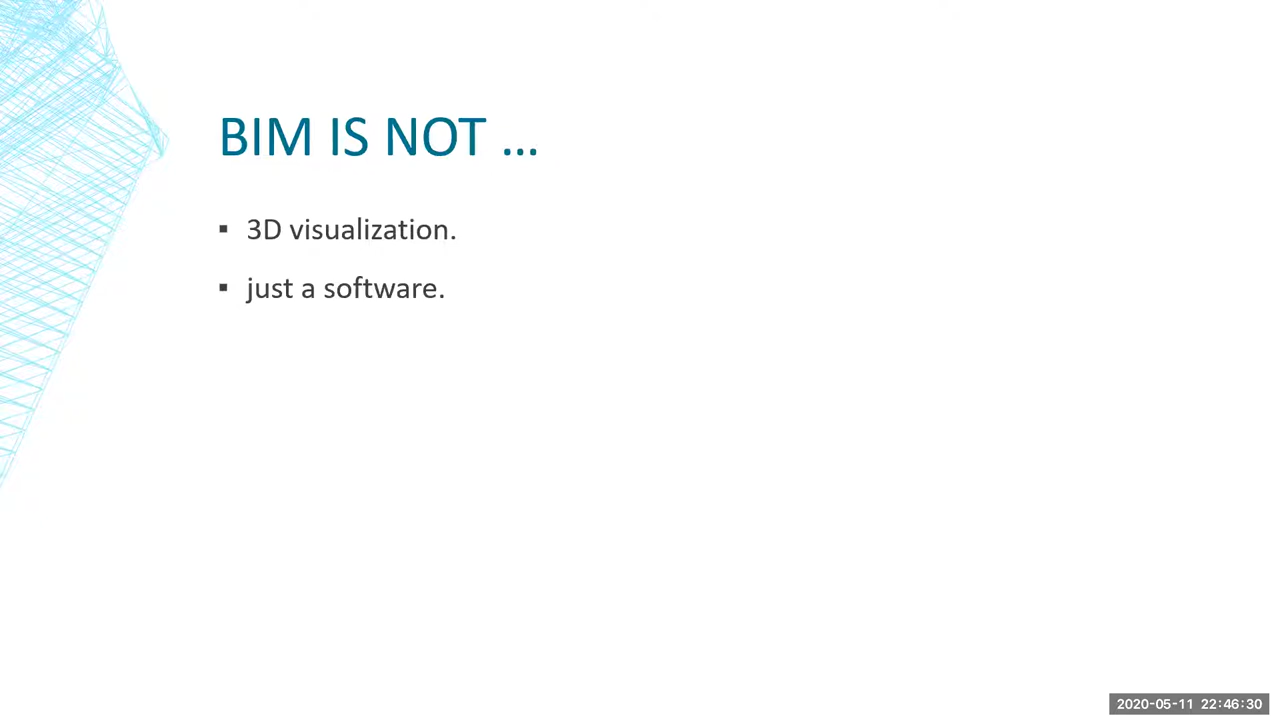 BIM IS NOT …
▪ 3D visualization.
▪ just a software.
2020-05-11 22:46:30